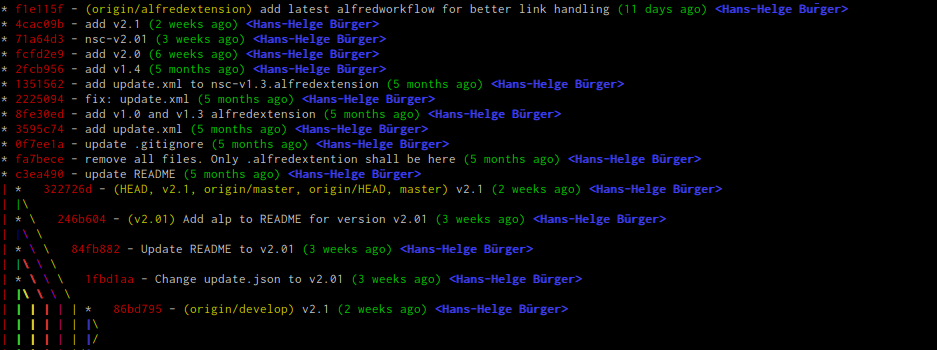 * f1e115f - (origin/alfredextension) add latest alfredworkflow for better link handling (11 days ago) <Hans-Helge Bürger>
* 4cac09b - add v2.1 (2 weeks ago) <Hans-Helge Bürger>
* 71a64d3 - nsc-v2.01 (3 weeks ago) <Hans-Helge Bürger>
* fcfd2e9 - add v2.0 (6 weeks ago) <Hans-Helge Bürger>
* 2fcb956 - add v1.4 (5 months ago) <Hans-Helge Bürger>
* 1351562 - add update.xml to nsc-v1.3.alfredextension (5 months ago) <Hans-Helge Bürger>
* 2225094 - fix: update.xml (5 months ago) <Hans-Helge Bürger>
* 8fe30ed - add v1.0 and v1.3 alfredextension (5 months ago) <Hans-Helge Bürger>
* 3595c74 - add update.xml (5 months ago) <Hans-Helge Bürger>
* 0f7ee1a - update .gitignore (5 months ago) <Hans-Helge Bürger>
* fa7bece - remove all files. Only .alfredextention shall be here (5 months ago) <Hans-Helge Bürger>
* c3ea490 - update README (5 months ago) <Hans-Helge Bürger>
| * 322726d - (HEAD, v2.1, origin/master, origin/HEAD, master) v2.1 (2 weeks ago) <Hans-Helge Bürger>
| |\
| * \ 246b604 - (v2.01) Add alp to README for version v2.01 (3 weeks ago) <Hans-Helge Bürger>
| |\ \
| * \ \ 84fb882 - Update README to v2.01 (3 weeks ago) <Hans-Helge Bürger>
| |\ \ \
| * \ \ \ 1fbd1aa - Change update.json to v2.01 (3 weeks ago) <Hans-Helge Bürger>
| |\ \ \ \
| | | | | | * 86bd795 - (origin/develop) v2.1 (2 weeks ago) <Hans-Helge Bürger>
| | | | | | |\
| | | | | | |/